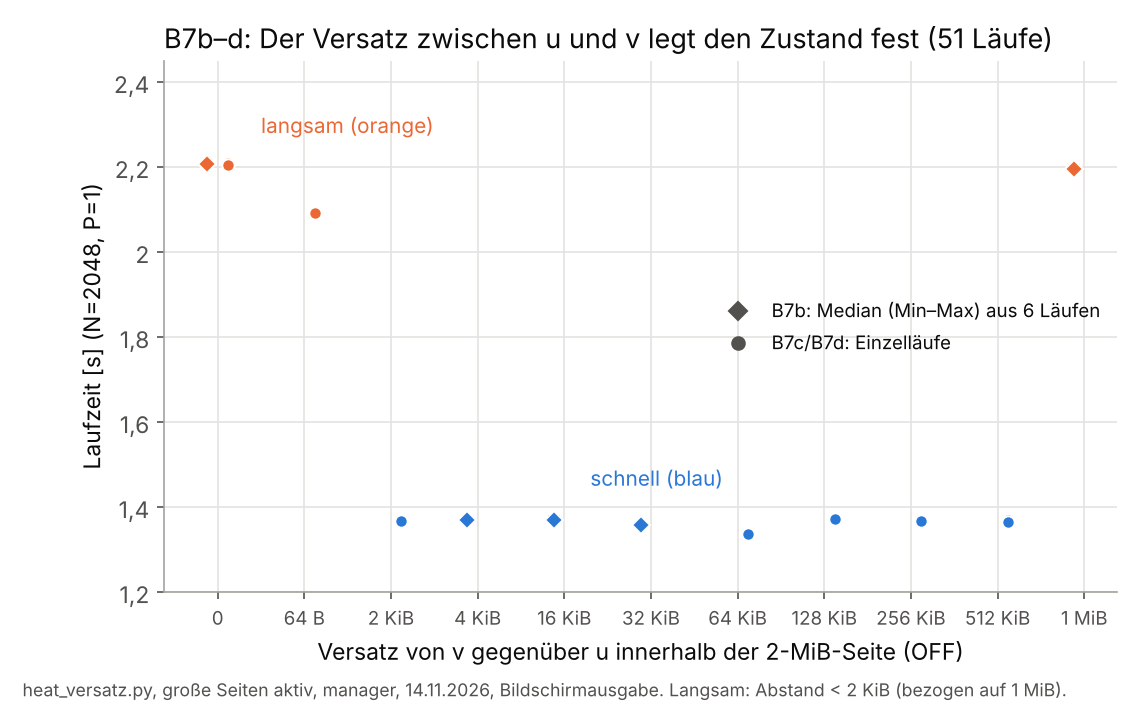 B7b–d: Der Versatz zwischen u und v legt den Zustand fest (51 Läufe)
2,4
langsam (orange)
2,2
2
Laufzeit [s] (N=2048, P=1)
B7b: Median (Min–Max) aus 6 Läufen
1,8
B7c/B7d: Einzelläufe
1,6
schnell (blau)
1,4
1,2
0 64 B 2 KiB 4 KiB 16 KiB 32 KiB 64 KiB 128 KiB 256 KiB 512 KiB 1 MiB
Versatz von v gegenüber u innerhalb der 2-MiB-Seite (OFF)
heat_versatz.py, große Seiten aktiv, manager, 14.11.2026, Bildschirmausgabe. Langsam: Abstand < 2 KiB (bezogen auf 1 MiB).